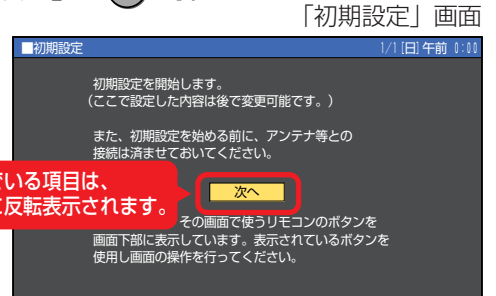 「初期設定」画面
■初期設定 1/1[日]午前 0:00
初期設定を開始します。
（ここで設定した内容は後で変更可能です。）
また、初期設定を始める前に、アンテナ等との
接続は済ませておいてください。
いる項目は、
反転表示されます。
次へ
その画面で使うリモコンのボタンを
画面下部に表示しています。表示されているボタンを
使用し画面の操作を行ってください。